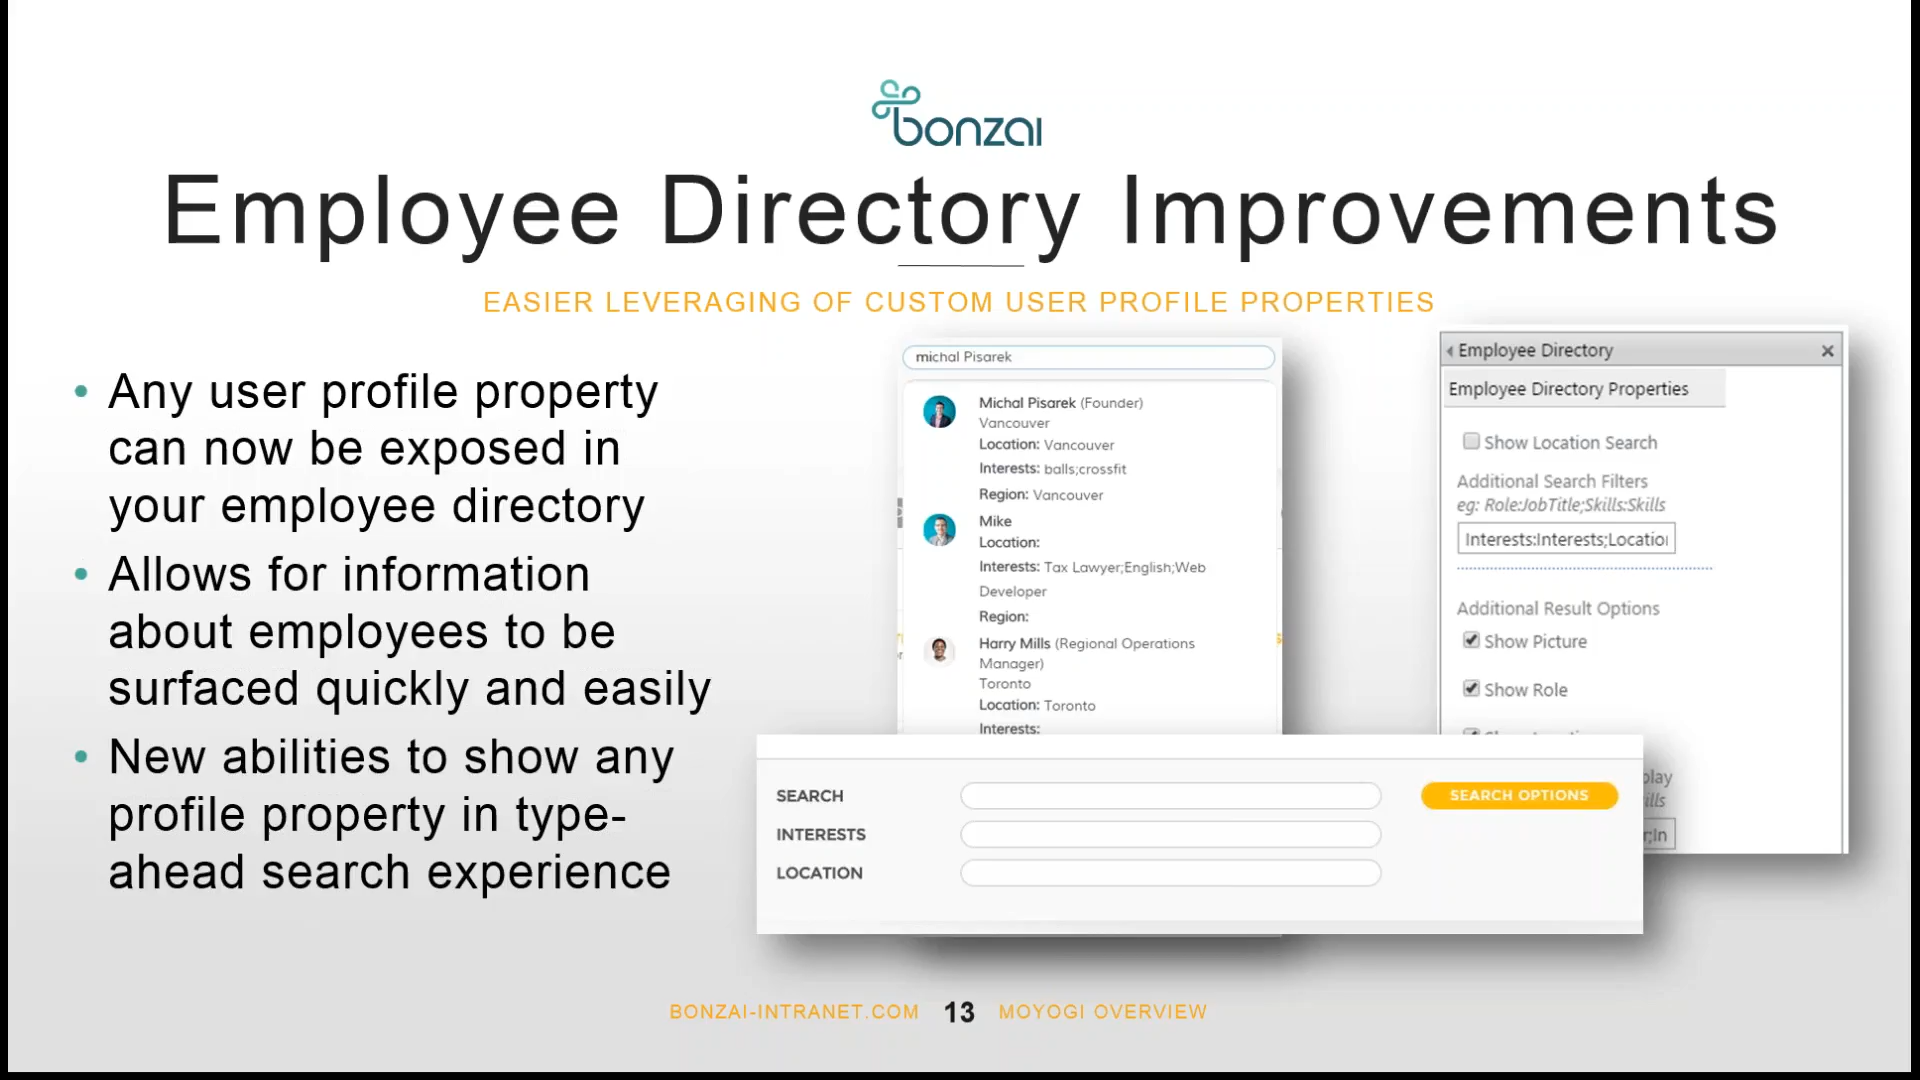 bonzai
Employee Directory Improvements
EASIER LEVERAGING OF CUSTOM USER PROFILE PROPERTIES
• Any user profile property
can now be exposed in
your employee directory
• Allows for information
about employees to be
surfaced quickly and easily
• New abilities to show any
profile property in type-
ahead search experience
michal Pisarek
Michal Pisarek (Founder)
Vancouver
Location: Vancouver
Interests: balls;crossfit
Region: Vancouver
Mike
Location:
Interests: Tax Lawyer;English;Web
Developer
Region:
Harry Mills (Regional Operations
Manager)
Toronto
Location: Toronto
Interests:
Employee Directory
Employee Directory Properties
Show Location Search
Additional Search Filters
eg: Role:JobTitle;Skills:Skills
Interests:Interests;Locatio
Additional Result Options
Show Picture
Show Role
SEARCH
SEARCH OPTIONS
INTERESTS
LOCATION
BONZAI-INTRANET.COM 13 MOYOGI OVERVIEW